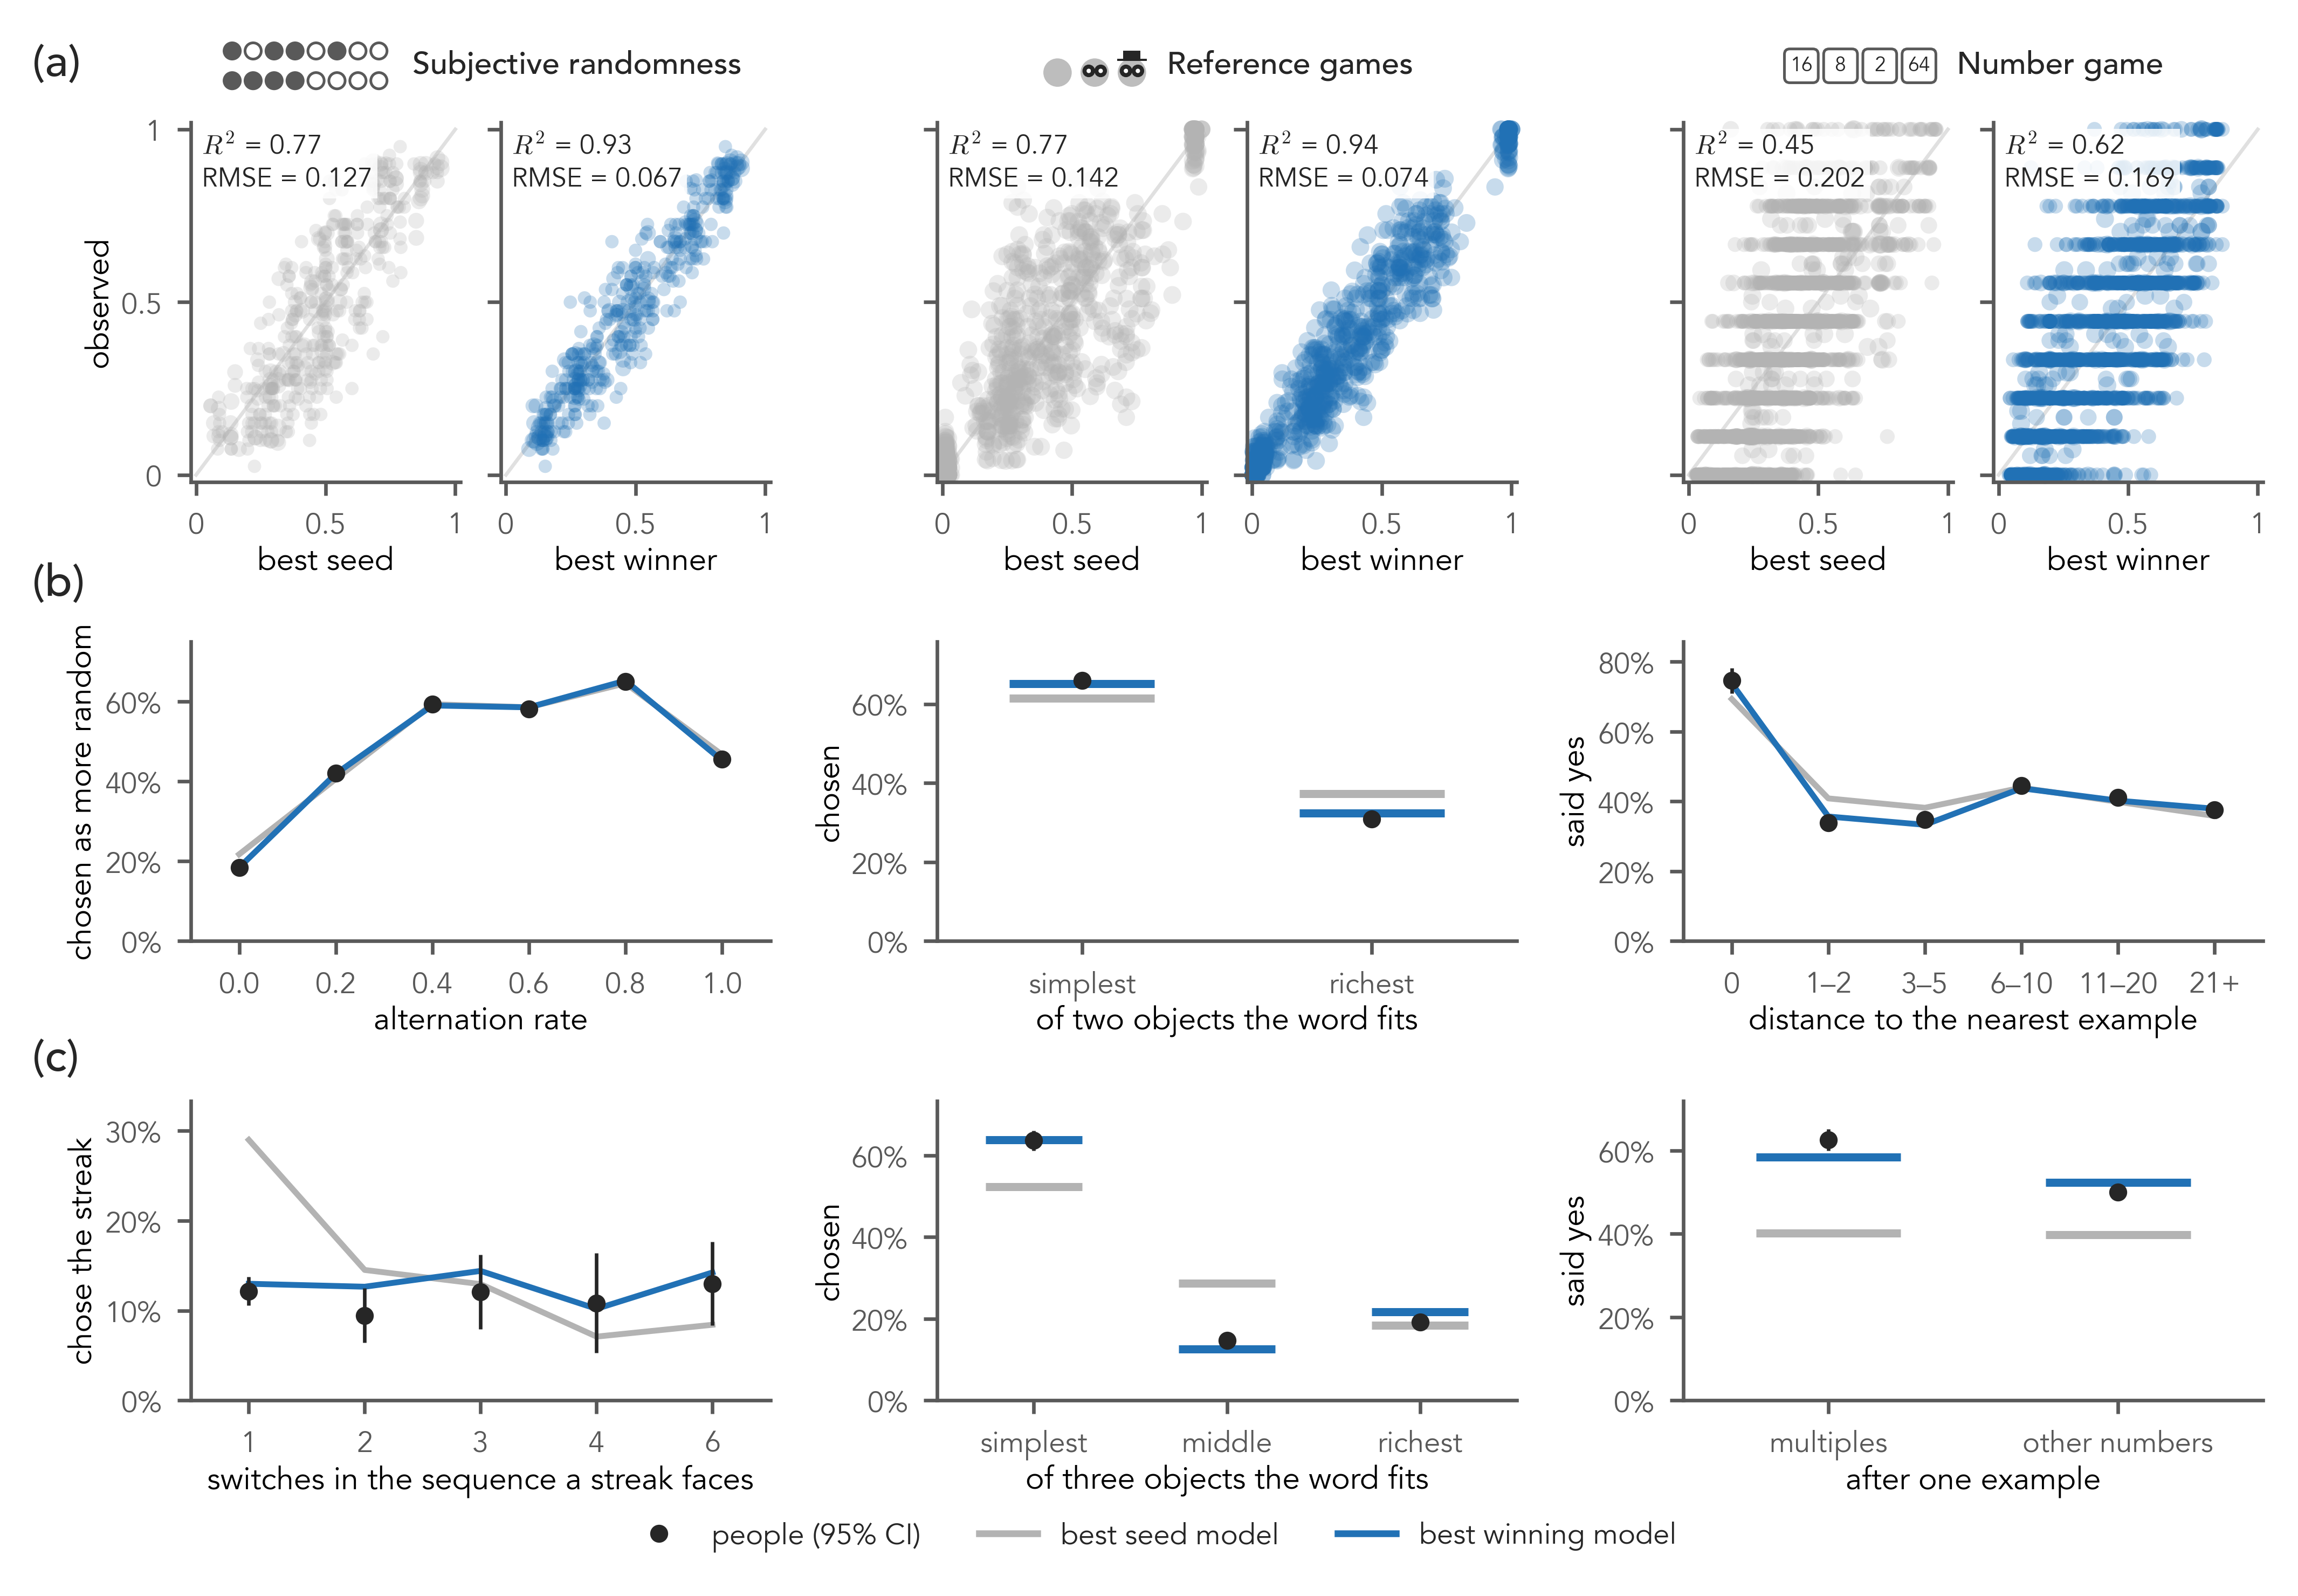 (a)
Subjective randomness
Reference games
16 8 2 64
Number game
R² = 0.77
RMSE = 0.127
R² = 0.93
RMSE = 0.067
R² = 0.77
RMSE = 0.142
R² = 0.94
RMSE = 0.074
R² = 0.45
RMSE = 0.202
R² = 0.62
RMSE = 0.169
observed
1
0.5
0
0 0.5 1
best seed
0 0.5 1
best winner
0 0.5 1
best seed
0 0.5 1
best winner
0 0.5 1
best seed
0 0.5 1
best winner
(b)
chosen as more random
60%
40%
20%
0%
0.0 0.2 0.4 0.6 0.8 1.0
alternation rate
chosen
60%
40%
20%
0%
simplest richest
of two objects the word fits
said yes
80%
60%
40%
20%
0%
0 1–2 3–5 6–10 11–20 21+
distance to the nearest example
(c)
chose the streak
30%
20%
10%
0%
1 2 3 4 6
switches in the sequence a streak faces
chosen
60%
40%
20%
0%
simplest middle richest
of three objects the word fits
said yes
60%
40%
20%
0%
multiples other numbers
after one example
people (95% CI) best seed model best winning model